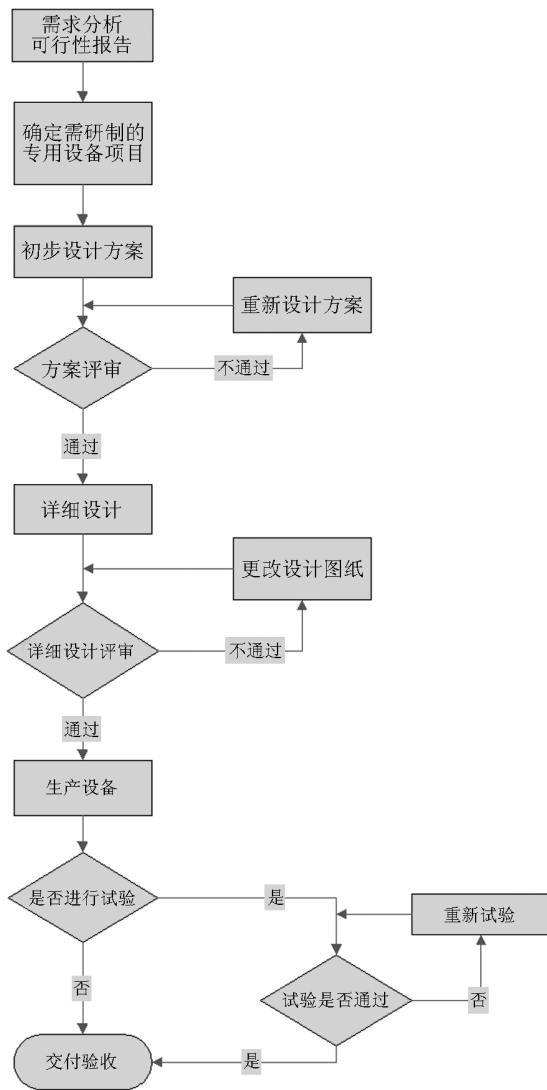 需求分析
可行性报告
确定需研制的
专用设备项目
初步设计方案
重新设计方案
方案评审
不通过
通过
详细设计
更改设计图纸
详细设计评审
不通过
通过
生产设备
是否进行试验
是
重新试验
否
试验是否通过
否
交付验收
是